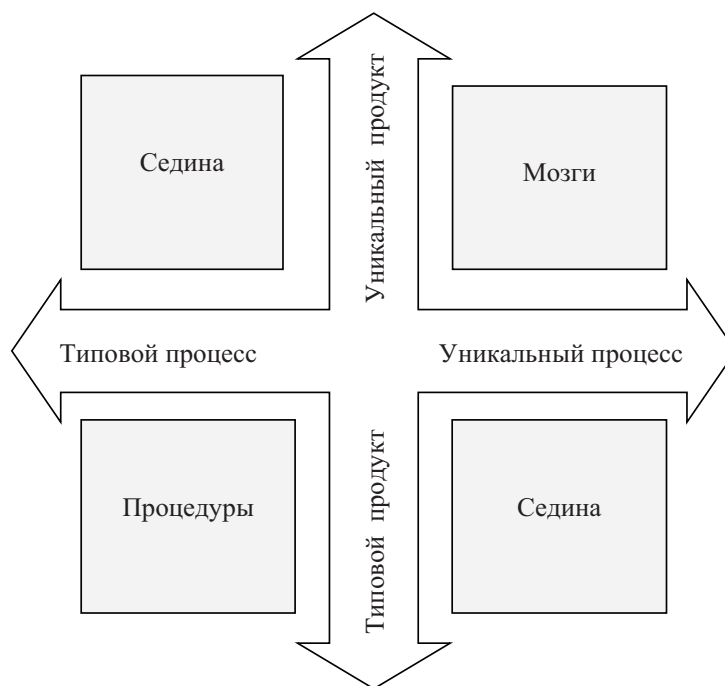 Седина
Уникальный продукт
Мозги
Типовой процесс
Уникальный процесс
Процедуры
Типовой продукт
Седина